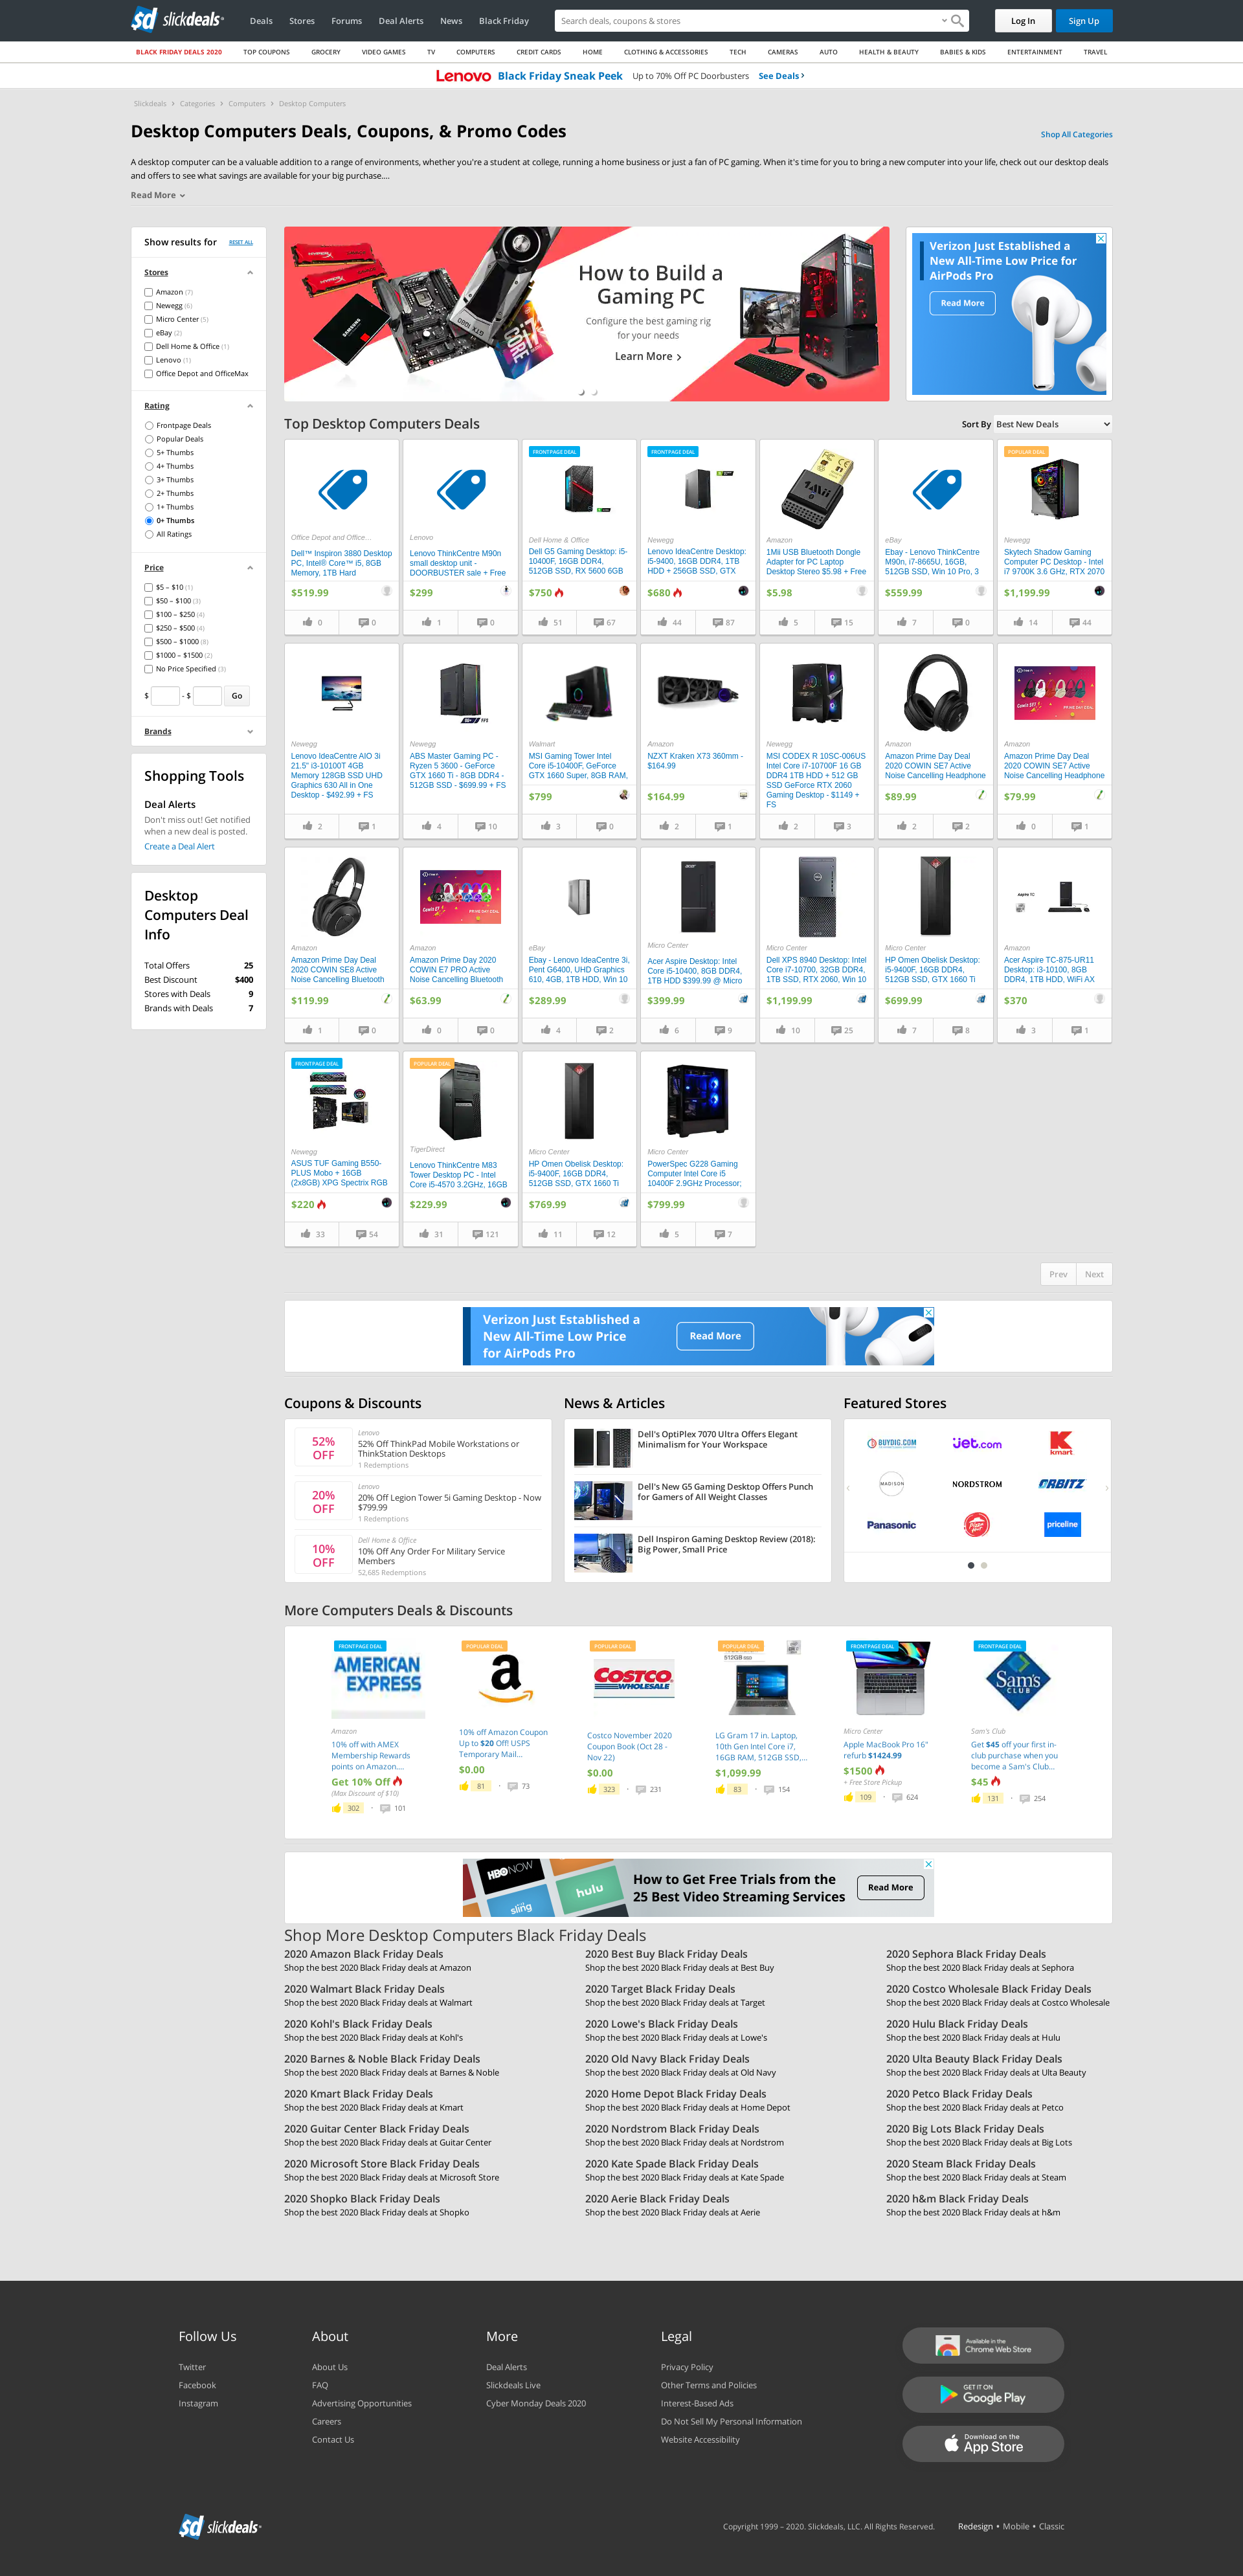 slickdeals
Deals Stores Forums Deal Alerts News Black Friday
Search deals, coupons & stores
Log In
Sign Up
BLACK FRIDAY DEALS 2020 TOP COUPONS GROCERY VIDEO GAMES TV COMPUTERS CREDIT CARDS HOME CLOTHING & ACCESSORIES TECH CAMERAS AUTO HEALTH & BEAUTY BABIES & KIDS ENTERTAINMENT TRAVEL
Lenovo Black Friday Sneak Peek Up to 70% Off PC Doorbusters See Deals
Slickdeals > Categories > Computers > Desktop Computers
Desktop Computers Deals, Coupons, & Promo Codes
Shop All Categories
A desktop computer can be a valuable addition to a range of environments, whether you're a student at college, running a home business or just a fan of PC gaming. When it's time for you to bring a new computer into your life, check out our desktop deals
and offers to see what savings are available for your big purchase....
Read More
Show results for RESET ALL
Stores
Amazon (7)
Newegg (6)
Micro Center (5)
eBay (2)
Dell Home & Office (1)
Lenovo (1)
Office Depot and OfficeMax
Rating
Frontpage Deals
Popular Deals
5+ Thumbs
4+ Thumbs
3+ Thumbs
2+ Thumbs
1+ Thumbs
0+ Thumbs
All Ratings
Price
$5 – $10 (1)
$50 – $100 (3)
$100 – $250 (4)
$250 – $500 (4)
$500 – $1000 (8)
$1000 – $1500 (2)
No Price Specified (3)
$ - $ Go
Brands
Shopping Tools
Deal Alerts
Don't miss out! Get notified
when a new deal is posted.
Create a Deal Alert
Desktop
Computers Deal
Info
Total Offers 25
Best Discount $400
Stores with Deals 9
Brands with Deals 7
How to Build a
Gaming PC
Configure the best gaming rig
for your needs
Learn More
Verizon Just Established a
New All-Time Low Price for
AirPods Pro
Read More
Top Desktop Computers Deals
Sort By Best New Deals
Office Depot and Office...
Dell™ Inspiron 3880 Desktop
PC, Intel® Core™ i5, 8GB
Memory, 1TB Hard
$519.99
0 0
Lenovo
Lenovo ThinkCentre M90n
small desktop unit -
DOORBUSTER sale + Free
$299
1 0
FRONTPAGE DEAL
Dell Home & Office
Dell G5 Gaming Desktop: i5-
10400F, 16GB DDR4,
512GB SSD, RX 5600 6GB
$750
51 67
FRONTPAGE DEAL
Newegg
Lenovo IdeaCentre Desktop:
i5-9400, 16GB DDR4, 1TB
HDD + 256GB SSD, GTX
$680
44 87
1Mii
Amazon
1Mii USB Bluetooth Dongle
Adapter for PC Laptop
Desktop Stereo $5.98 + Free
$5.98
5 15
eBay
Ebay - Lenovo ThinkCentre
M90n, i7-8665U, 16GB,
512GB SSD, Win 10 Pro, 3
$559.99
7 0
POPULAR DEAL
Newegg
Skytech Shadow Gaming
Computer PC Desktop - Intel
i7 9700K 3.6 GHz, RTX 2070
$1,199.99
14 44
Newegg
Lenovo IdeaCentre AIO 3i
21.5" i3-10100T 4GB
Memory 128GB SSD UHD
Graphics 630 All in One
Desktop - $492.99 + FS
2 1
Newegg
ABS Master Gaming PC -
Ryzen 5 3600 - GeForce
GTX 1660 Ti - 8GB DDR4 -
512GB SSD - $699.99 + FS
4 10
Walmart
MSI Gaming Tower Intel
Core i5-10400F, GeForce
GTX 1660 Super, 8GB RAM,
$799
3 0
Amazon
NZXT Kraken X73 360mm -
$164.99
$164.99
2 1
Newegg
MSI CODEX R 10SC-006US
Intel Core i7-10700F 16 GB
DDR4 1TB HDD + 512 GB
SSD GeForce RTX 2060
Gaming Desktop - $1149 +
FS
2 3
Amazon
Amazon Prime Day Deal
2020 COWIN SE7 Active
Noise Cancelling Headphone
$89.99
2 2
Amazon
Amazon Prime Day Deal
2020 COWIN SE7 Active
Noise Cancelling Headphone
$79.99
0 1
Amazon
Amazon Prime Day Deal
2020 COWIN SE8 Active
Noise Cancelling Bluetooth
$119.99
1 0
Amazon
Amazon Prime Day 2020
COWIN E7 PRO Active
Noise Cancelling Bluetooth
$63.99
0 0
eBay
Ebay - Lenovo IdeaCentre 3i,
Pent G6400, UHD Graphics
610, 4GB, 1TB HDD, Win 10
$289.99
4 2
Micro Center
Acer Aspire Desktop: Intel
Core i5-10400, 8GB DDR4,
1TB HDD $399.99 @ Micro
$399.99
6 9
Micro Center
Dell XPS 8940 Desktop: Intel
Core i7-10700, 32GB DDR4,
1TB SSD, RTX 2060, Win 10
$1,199.99
10 25
Micro Center
HP Omen Obelisk Desktop:
i5-9400F, 16GB DDR4,
512GB SSD, GTX 1660 Ti
$699.99
7 8
Aspire TC
Amazon
Acer Aspire TC-875-UR11
Desktop: i3-10100, 8GB
DDR4, 1TB HDD, WiFi AX
$370
3 1
FRONTPAGE DEAL
Newegg
ASUS TUF Gaming B550-
PLUS Mobo + 16GB
(2x8GB) XPG Spectrix RGB
$220
33 54
POPULAR DEAL
TigerDirect
Lenovo ThinkCentre M83
Tower Desktop PC - Intel
Core i5-4570 3.2GHz, 16GB
$229.99
31 121
Micro Center
HP Omen Obelisk Desktop:
i5-9400F, 16GB DDR4,
512GB SSD, GTX 1660 Ti
$769.99
11 12
Micro Center
PowerSpec G228 Gaming
Computer Intel Core i5
10400F 2.9GHz Processor;
$799.99
5 7
Prev Next
Verizon Just Established a
New All-Time Low Price
for AirPods Pro
Read More
Coupons & Discounts
52% OFF
Lenovo
52% Off ThinkPad Mobile Workstations or
ThinkStation Desktops
1 Redemptions
20% OFF
Lenovo
20% Off Legion Tower 5i Gaming Desktop - Now
$799.99
1 Redemptions
10% OFF
Dell Home & Office
10% Off Any Order For Military Service
Members
52,685 Redemptions
News & Articles
Dell's OptiPlex 7070 Ultra Offers Elegant
Minimalism for Your Workspace
Dell's New G5 Gaming Desktop Offers Punch
for Gamers of All Weight Classes
Dell Inspiron Gaming Desktop Review (2018):
Big Power, Small Price
Featured Stores
BUYDIG.COM jet.com kmart
MADISON NORDSTROM ORBITZ
Panasonic Pizza Hut priceline
More Computers Deals & Discounts
FRONTPAGE DEAL
AMERICAN EXPRESS
Amazon
10% off with AMEX
Membership Rewards
points on Amazon....
Get 10% Off
(Max Discount of $10)
302 · 101
POPULAR DEAL
10% off Amazon Coupon
Up to $20 Off! USPS
Temporary Mail...
$0.00
81 · 73
POPULAR DEAL
COSTCO WHOLESALE
Costco November 2020
Coupon Book (Oct 28 -
Nov 22)
$0.00
323 · 231
POPULAR DEAL
512GB SSD
LG Gram 17 in. Laptop,
10th Gen Intel Core i7,
16GB RAM, 512GB SSD,...
$1,099.99
83 · 154
FRONTPAGE DEAL
Micro Center
Apple MacBook Pro 16"
refurb $1424.99
$1500
+ Free Store Pickup
109 · 624
FRONTPAGE DEAL
Sam's CLUB
Sam's Club
Get $45 off your first in-
club purchase when you
become a Sam's Club...
$45
131 · 254
HBO NOW
hulu
sling
How to Get Free Trials from the
25 Best Video Streaming Services
Read More
Shop More Desktop Computers Black Friday Deals
2020 Amazon Black Friday Deals
Shop the best 2020 Black Friday deals at Amazon
2020 Best Buy Black Friday Deals
Shop the best 2020 Black Friday deals at Best Buy
2020 Sephora Black Friday Deals
Shop the best 2020 Black Friday deals at Sephora
2020 Walmart Black Friday Deals
Shop the best 2020 Black Friday deals at Walmart
2020 Target Black Friday Deals
Shop the best 2020 Black Friday deals at Target
2020 Costco Wholesale Black Friday Deals
Shop the best 2020 Black Friday deals at Costco Wholesale
2020 Kohl's Black Friday Deals
Shop the best 2020 Black Friday deals at Kohl's
2020 Lowe's Black Friday Deals
Shop the best 2020 Black Friday deals at Lowe's
2020 Hulu Black Friday Deals
Shop the best 2020 Black Friday deals at Hulu
2020 Barnes & Noble Black Friday Deals
Shop the best 2020 Black Friday deals at Barnes & Noble
2020 Old Navy Black Friday Deals
Shop the best 2020 Black Friday deals at Old Navy
2020 Ulta Beauty Black Friday Deals
Shop the best 2020 Black Friday deals at Ulta Beauty
2020 Kmart Black Friday Deals
Shop the best 2020 Black Friday deals at Kmart
2020 Home Depot Black Friday Deals
Shop the best 2020 Black Friday deals at Home Depot
2020 Petco Black Friday Deals
Shop the best 2020 Black Friday deals at Petco
2020 Guitar Center Black Friday Deals
Shop the best 2020 Black Friday deals at Guitar Center
2020 Nordstrom Black Friday Deals
Shop the best 2020 Black Friday deals at Nordstrom
2020 Big Lots Black Friday Deals
Shop the best 2020 Black Friday deals at Big Lots
2020 Microsoft Store Black Friday Deals
Shop the best 2020 Black Friday deals at Microsoft Store
2020 Kate Spade Black Friday Deals
Shop the best 2020 Black Friday deals at Kate Spade
2020 Steam Black Friday Deals
Shop the best 2020 Black Friday deals at Steam
2020 Shopko Black Friday Deals
Shop the best 2020 Black Friday deals at Shopko
2020 Aerie Black Friday Deals
Shop the best 2020 Black Friday deals at Aerie
2020 h&m Black Friday Deals
Shop the best 2020 Black Friday deals at h&m
Follow Us
Twitter
Facebook
Instagram
About
About Us
FAQ
Advertising Opportunities
Careers
Contact Us
More
Deal Alerts
Slickdeals Live
Cyber Monday Deals 2020
Legal
Privacy Policy
Other Terms and Policies
Interest-Based Ads
Do Not Sell My Personal Information
Website Accessibility
Available in the
Chrome Web Store
GET IT ON
Google Play
Download on the
App Store
slickdeals
Copyright 1999 – 2020. Slickdeals, LLC. All Rights Reserved.
Redesign • Mobile • Classic